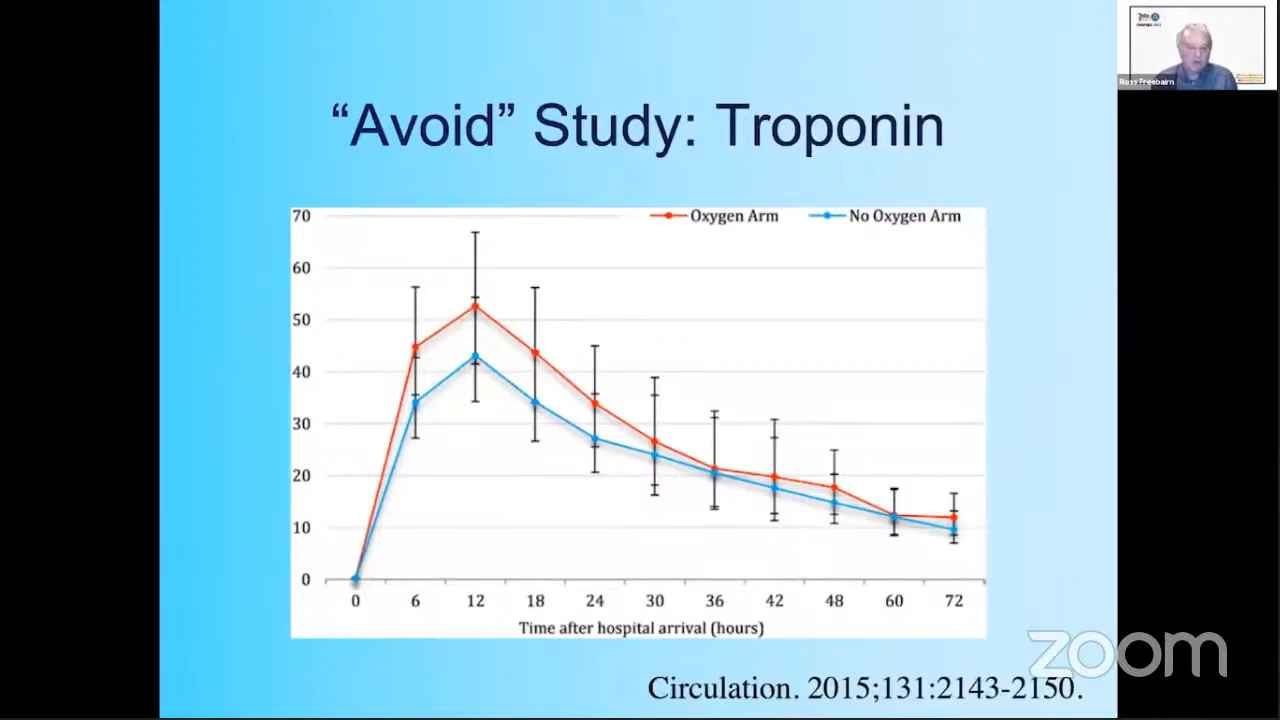 “Avoid” Study: Troponin
Oxygen Arm
No Oxygen Arm
70
60
50
40
30
20
10
0
0 6 12 18 24 30 36 42 48 60 72
Time after hospital arrival (hours)
Circulation. 2015;131:2143-2150.
zoom
Ross Freebairn